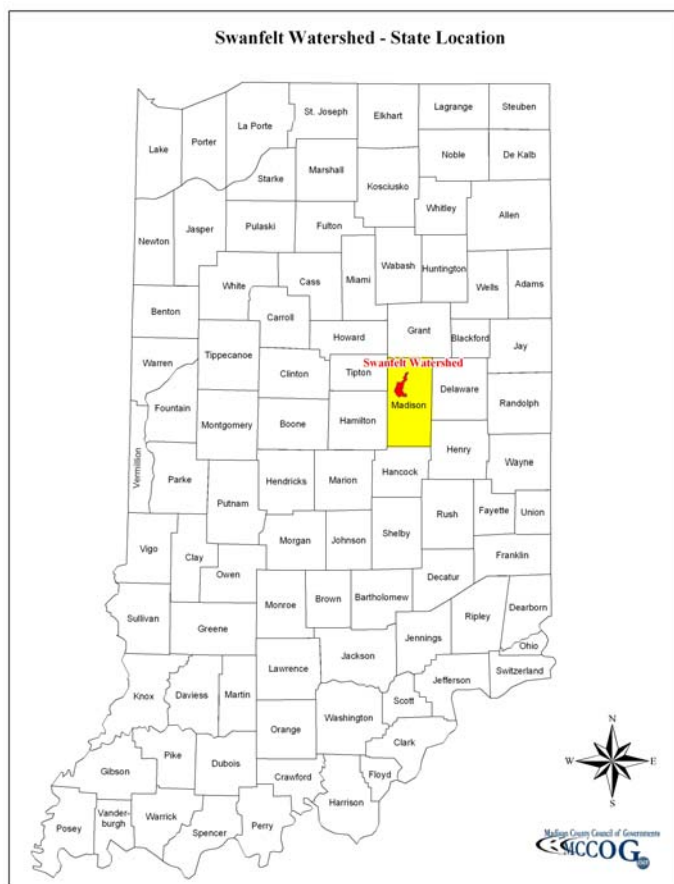 Swanfelt Watershed - State Location
St. Joseph
Elkhart
Lagrange
Steuben
La Porte
Lake
Porter
Noble
De Kalb
Marshall
Starke
Kosciusko
Whitley
Allen
Newton
Jasper
Pulaski
Fulton
Wabash
Huntington
White
Cass
Miami
Wells
Adams
Benton
Carroll
Howard
Grant
Blackford
Jay
Warren
Tippecanoe
Clinton
Tipton
Swanfelt Watershed
Delaware
Madison
Randolph
Fountain
Montgomery
Boone
Hamilton
Henry
Vermillion
Parke
Putnam
Hendricks
Marion
Hancock
Wayne
Rush
Fayette
Union
Vigo
Clay
Owen
Morgan
Johnson
Shelby
Franklin
Decatur
Sullivan
Greene
Monroe
Brown
Bartholomew
Ripley
Dearborn
Jennings
Ohio
Switzerland
Jackson
Lawrence
Jefferson
Knox
Daviess
Martin
Scott
Orange
Washington
Clark
Pike
Dubois
Gibson
Crawford
Floyd
Harrison
Posey
Vander-
burgh
Warrick
Spencer
Perry
N
W
E
S
Madison County Council of Governments
MCCOG